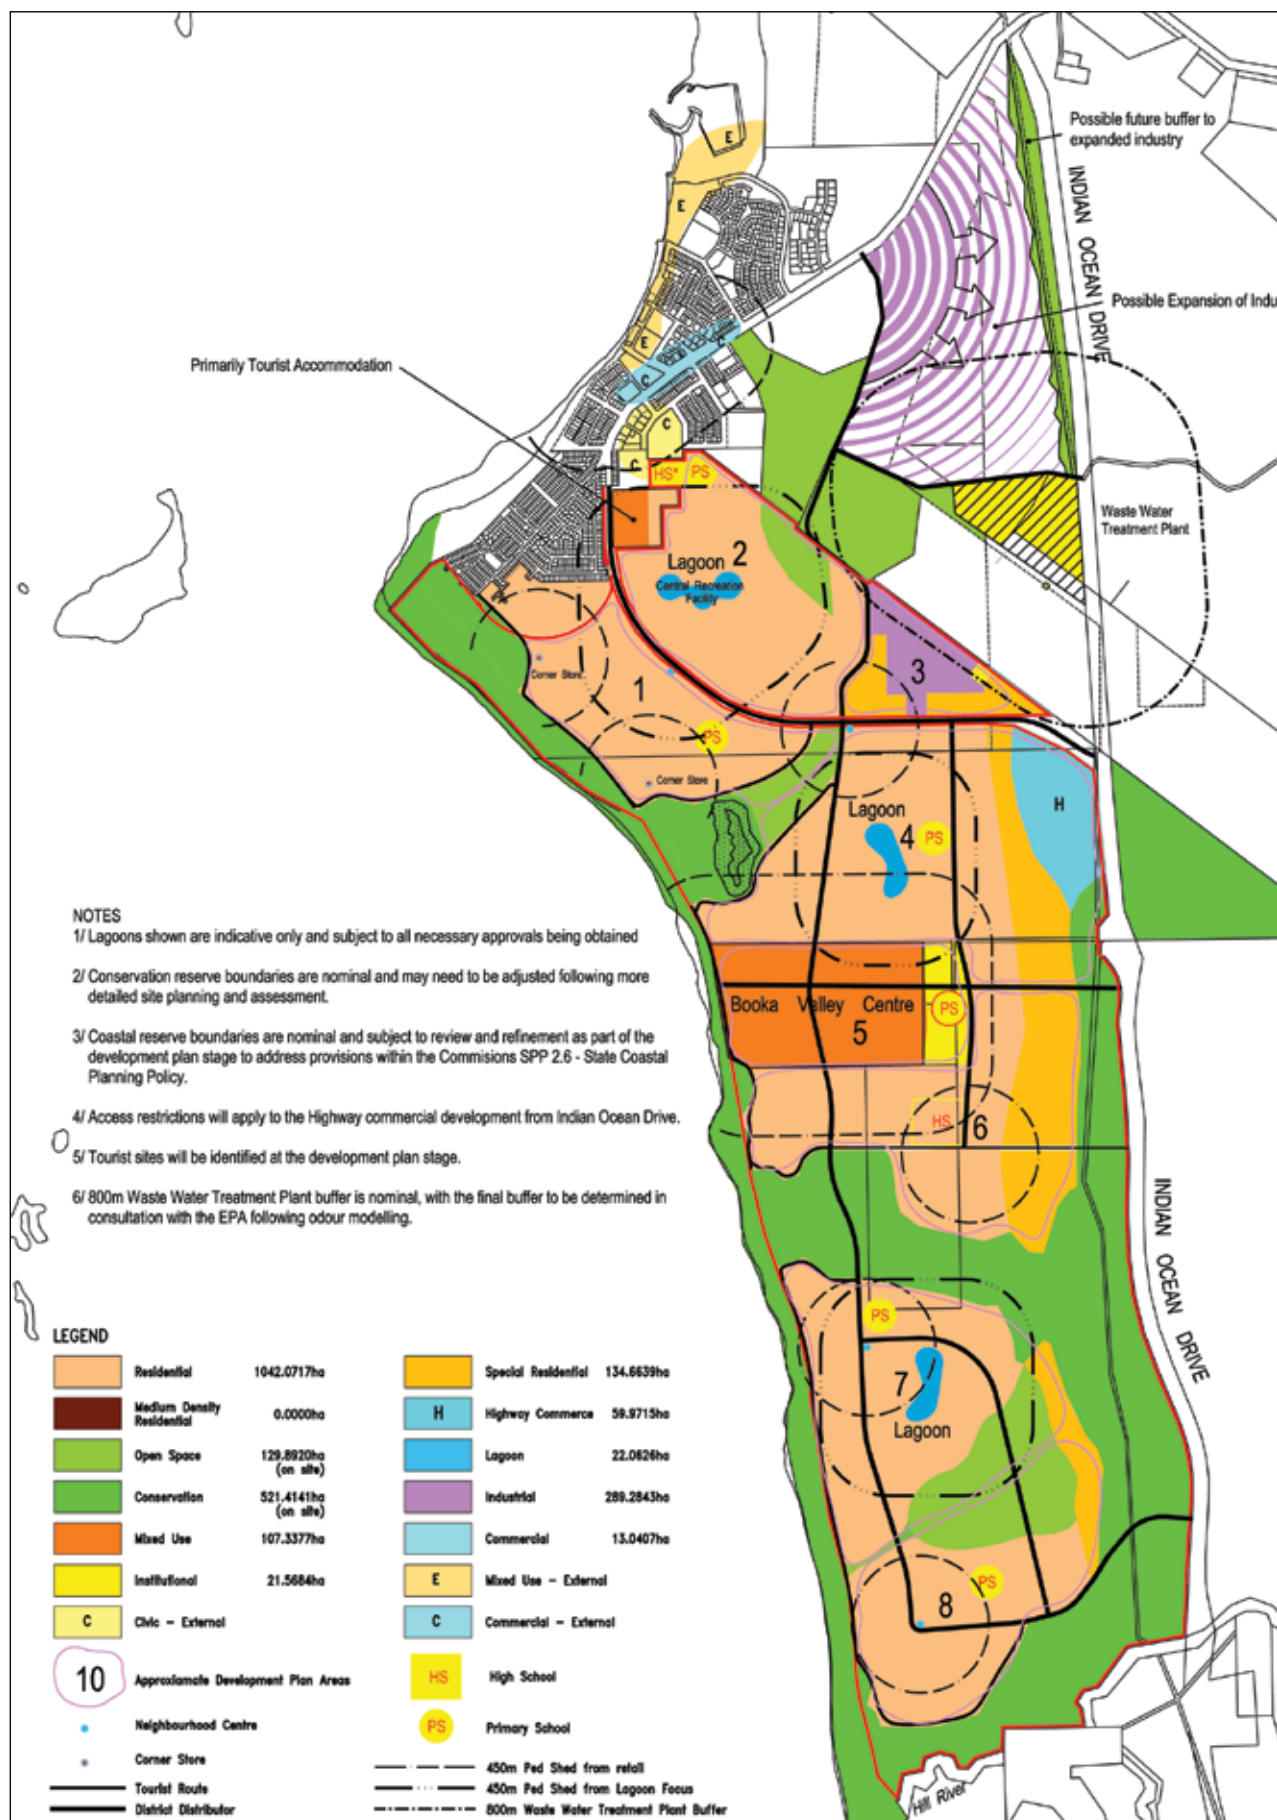 Possible future buffer to
expanded industry
INDIAN OCEAN DRIVE
E
E
Possible Expansion of Indu
Primarily Tourist Accommodation
E
C
C
C
C
HS*
PS
Waste Water
Treatment Plant
Lagoon
2
Central Recreation
Facility
3
Corner Store
1
PS
Corner Store
Lagoon
4
PS
H
NOTES
1/ Lagoons shown are indicative only and subject to all necessary approvals being obtained
2/ Conservation reserve boundaries are nominal and may need to be adjusted following more
detailed site planning and assessment.
3/ Coastal reserve boundaries are nominal and subject to review and refinement as part of the
development plan stage to address provisions within the Commisions SPP 2.6 - State Coastal
Planning Policy.
4/ Access restrictions will apply to the Highway commercial development from Indian Ocean Drive.
5/ Tourist sites will be identified at the development plan stage.
6/ 800m Waste Water Treatment Plant buffer is nominal, with the final buffer to be determined in
consultation with the EPA following odour modelling.
Booka Valley Centre
PS
5
HS
6
INDIAN OCEAN DRIVE
PS
7
Lagoon
PS
8
Hill River
LEGEND
Residential 1042.0717ha
Medium Density
Residential 0.0000ha
Open Space 129.8920ha
(on site)
Conservation 521.4141ha
(on site)
Mixed Use 107.3377ha
Institutional 21.5684ha
C Civic - External
10 Approxiamate Development Plan Areas
Neighbourhood Centre
Corner Store
Tourist Route
District Distributor
Special Residential 134.6639ha
H Highway Commerce 59.9715ha
Lagoon 22.0626ha
Industrial 289.2843ha
Commercial 13.0407ha
E Mixed Use - External
C Commercial - External
HS High School
PS Primary School
450m Ped Shed from retail
450m Ped Shed from Lagoon Focus
800m Waste Water Treatment Plant Buffer